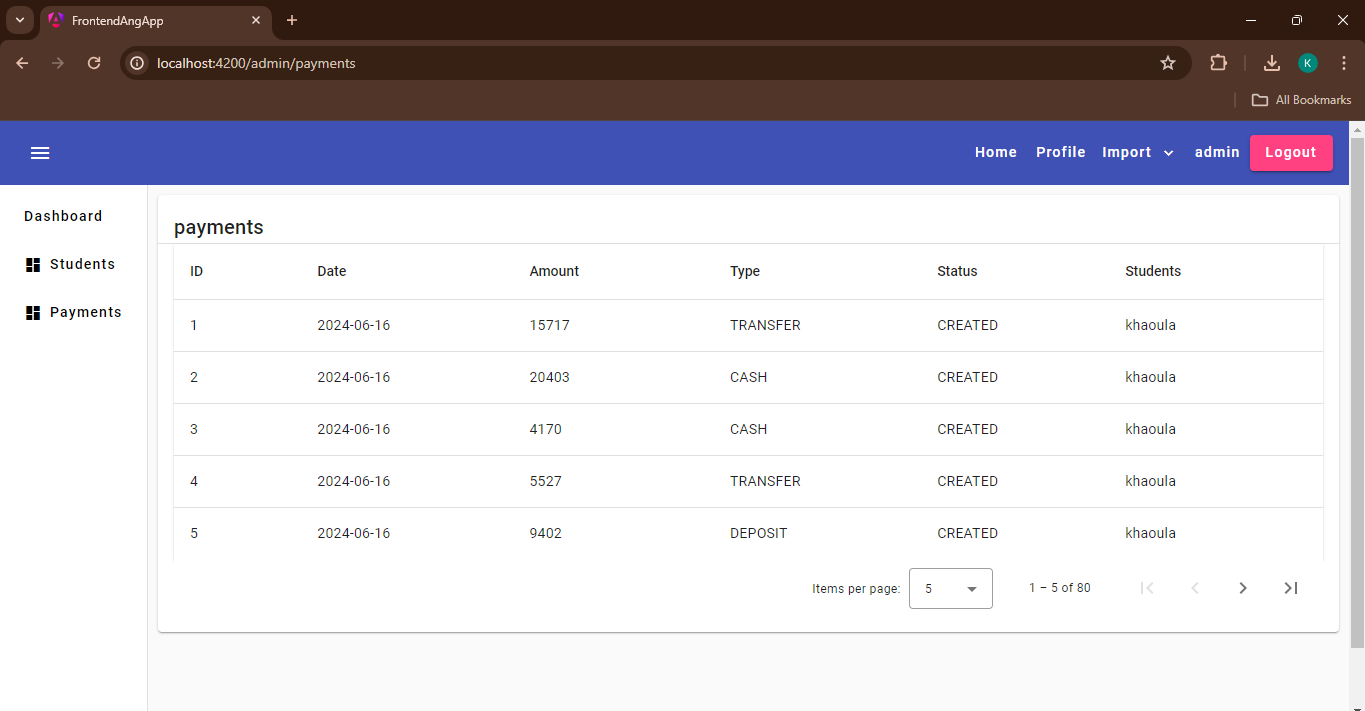 FrontendAngApp
localhost:4200/admin/payments
K
All Bookmarks
Home Profile Import admin Logout
Dashboard
Students
Payments
payments
ID Date Amount Type Status Students
1 2024-06-16 15717 TRANSFER CREATED khaoula
2 2024-06-16 20403 CASH CREATED khaoula
3 2024-06-16 4170 CASH CREATED khaoula
4 2024-06-16 5527 TRANSFER CREATED khaoula
5 2024-06-16 9402 DEPOSIT CREATED khaoula
Items per page: 5 1 – 5 of 80